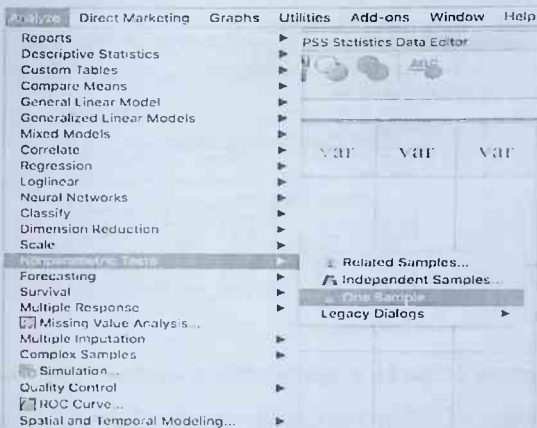 Analyze Direct Marketing Graphs Utilities Add-ons Window Help
Reports
PSS Statistics Data Editor
Descriptive Statistics
Custom Tables
Compare Means
General Linear Model
Generalized Linear Models
Mixed Models
Correlate
var var var
Regression
Loglinear
Neural Networks
Classify
Dimension Reduction
Scale
Nonparametric Tests
Forecasting
Survival
Multiple Response
Missing Value Analysis...
Multiple Imputation
Complex Samples
Simulation...
Quality Control
ROC Curve...
Spatial and Temporal Modeling...
Related Samples...
Independent Samples...
One Sample...
Legacy Dialogs